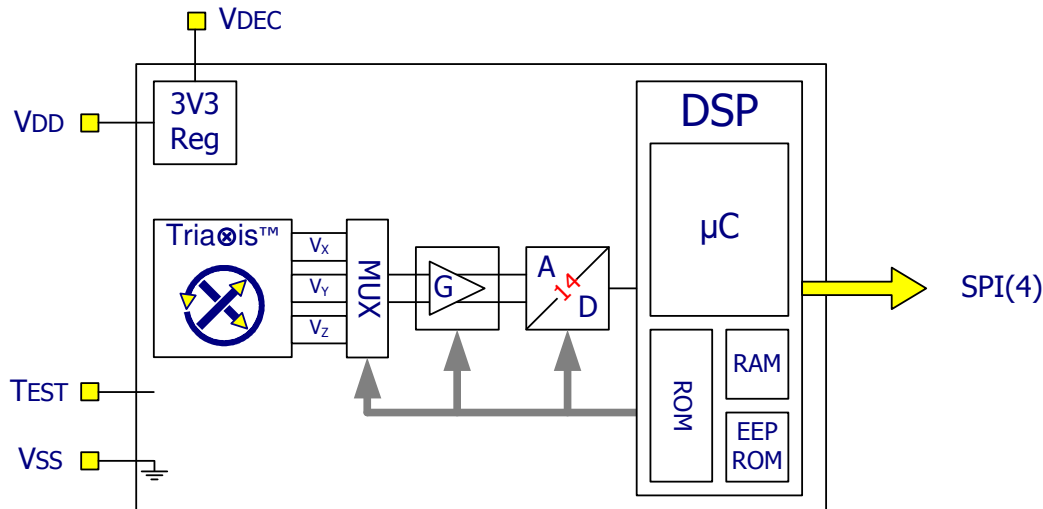 VDEC
3V3
Reg
VDD
DSP
µC
Tria⊗is™
VX
VY
VZ
MUX
G
A
14
D
SPI(4)
ROM
RAM
EEP
ROM
TEST
VSS